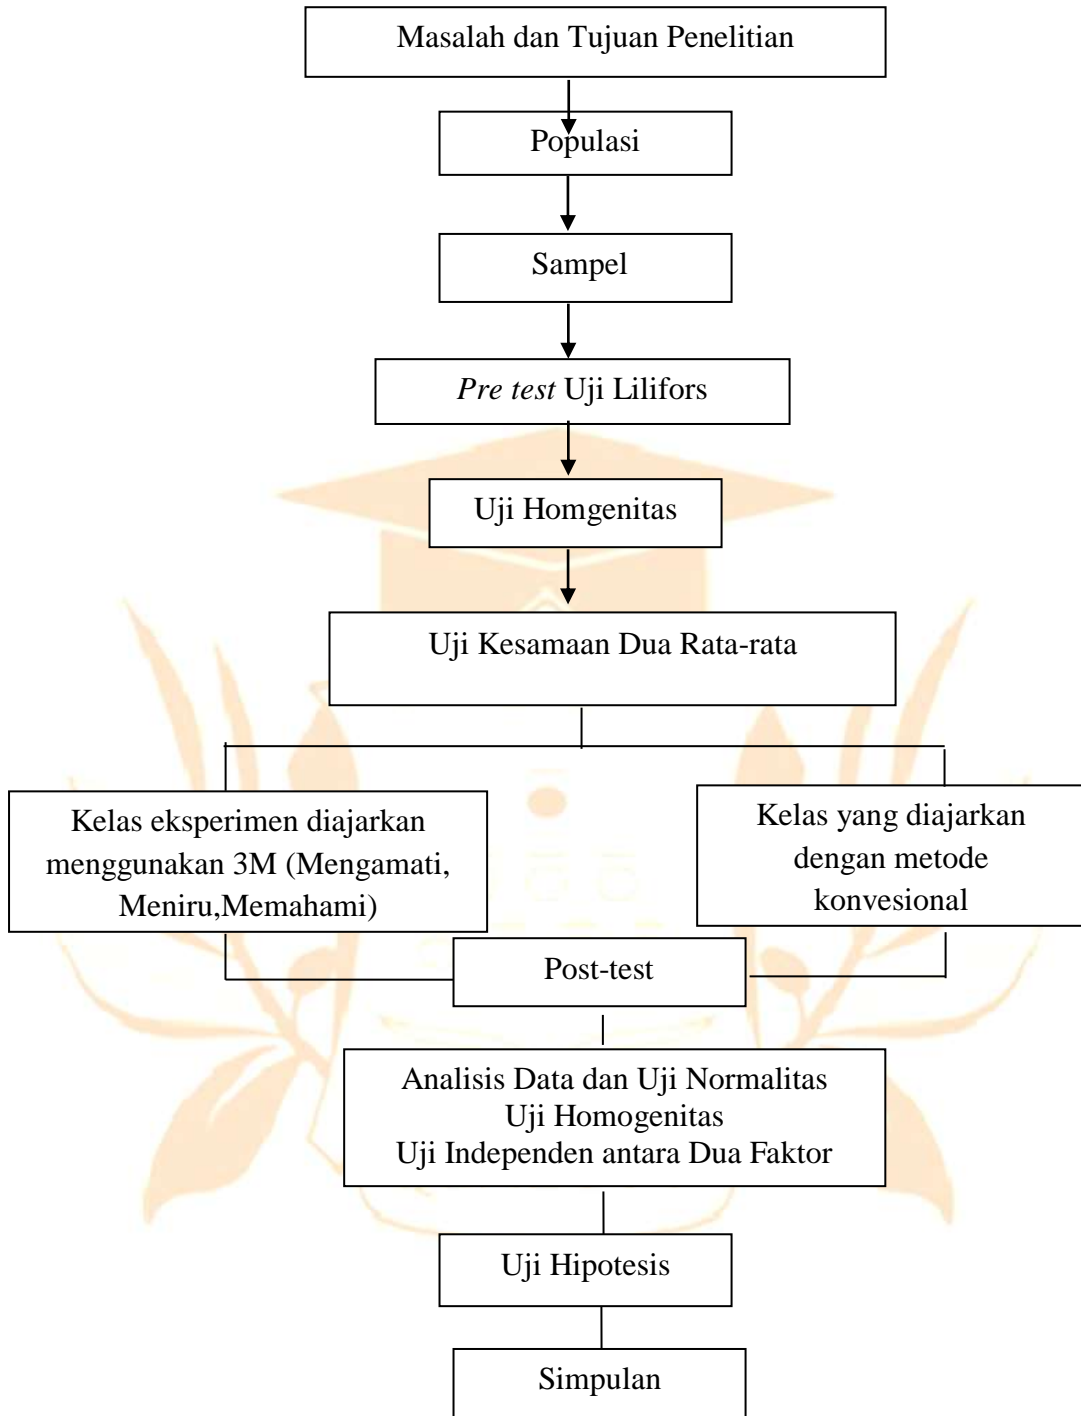 Masalah dan Tujuan Penelitian
Populasi
Sampel
Pre test Uji Lilifors
Uji Homgenitas
Uji Kesamaan Dua Rata-rata
Kelas eksperimen diajarkan
menggunakan 3M (Mengamati,
Meniru,Memahami)
Kelas yang diajarkan
dengan metode
konvesional
Post-test
Analisis Data dan Uji Normalitas
Uji Homogenitas
Uji Independen antara Dua Faktor
Uji Hipotesis
Simpulan